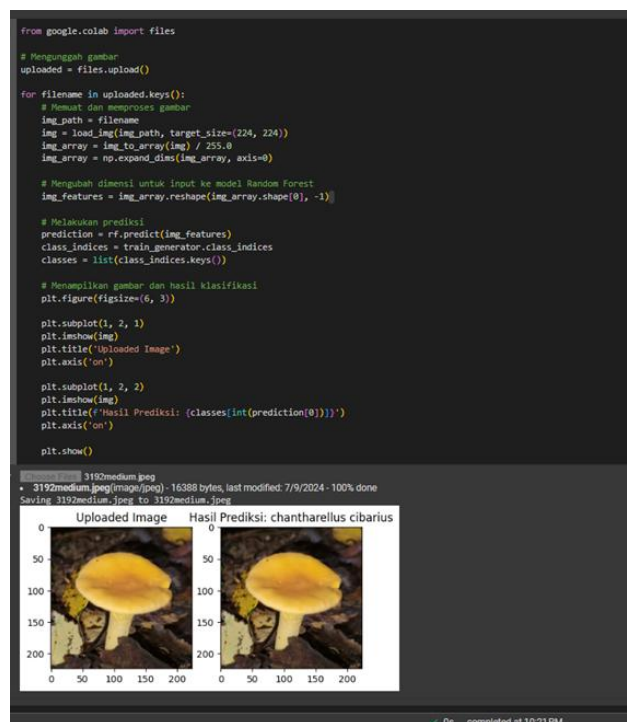 from google.colab import files
# Mengunggah gambar
uploaded = files.upload()
for filename in uploaded.keys():
# Memuat dan memproses gambar
img_path = filename
img = load_img(img_path, target_size=(224, 224))
img_array = img_to_array(img) / 255.0
img_array = np.expand_dims(img_array, axis=0)
# Mengubah dimensi untuk input ke model Random Forest
img_features = img_array.reshape(img_array.shape[0], -1)
# Melakukan prediksi
prediction = rf.predict(img_features)
class_indices = train_generator.class_indices
classes = list(class_indices.keys())
# Menampilkan gambar dan hasil klasifikasi
plt.figure(figsize=(6, 3))
plt.subplot(1, 2, 1)
plt.imshow(img)
plt.title('Uploaded Image')
plt.axis('on')
plt.subplot(1, 2, 2)
plt.imshow(img)
plt.title(f'Hasil Prediksi: {classes[int(prediction[0])]}')
plt.axis('on')
plt.show()
Choose Files 3192medium.jpeg
• 3192medium.jpeg(image/jpeg) - 16388 bytes, last modified: 7/9/2024 - 100% done
Saving 3192medium.jpeg to 3192medium.jpeg
Uploaded Image Hasil Prediksi: chantharellus cibarius
0 0
50 50
100 100
150 150
200 200
0 50 100 150 200 0 50 100 150 200
0s completed at 10:21 PM